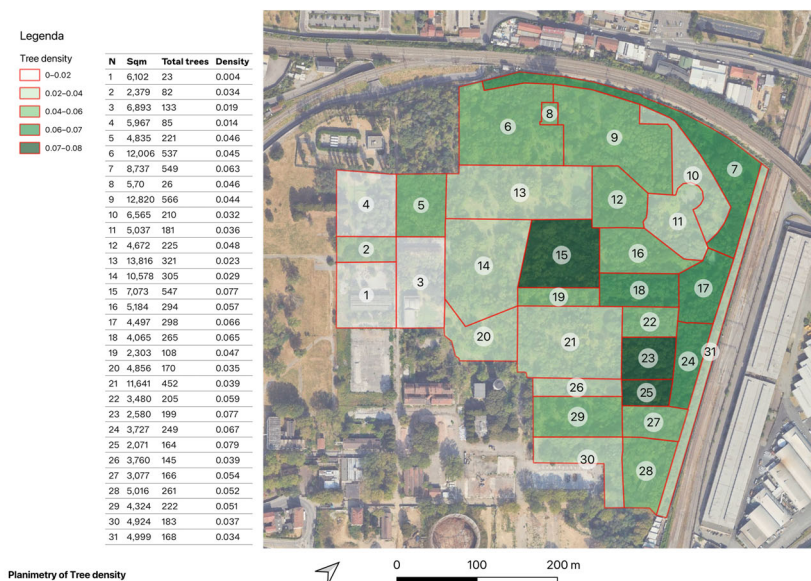 Legenda
Tree density
0–0.02
0.02–0.04
0.04–0.06
0.06–0.07
0.07–0.08
N Sqm Total trees Density
1 6,102 23 0.004
2 2,379 82 0.034
3 6,893 133 0.019
4 5,967 85 0.014
5 4,835 221 0.046
6 12,006 537 0.045
7 8,737 549 0.063
8 5,70 26 0.046
9 12,820 566 0.044
10 6,565 210 0.032
11 5,037 181 0.036
12 4,672 225 0.048
13 13,816 321 0.023
14 10,578 305 0.029
15 7,073 547 0.077
16 5,184 294 0.057
17 4,497 298 0.066
18 4,065 265 0.065
19 2,303 108 0.047
20 4,856 170 0.035
21 11,641 452 0.039
22 3,480 205 0.059
23 2,580 199 0.077
24 3,727 249 0.067
25 2,071 164 0.079
26 3,760 145 0.039
27 3,077 166 0.054
28 5,016 261 0.052
29 4,324 222 0.051
30 4,924 183 0.037
31 4,999 168 0.034
8
6
9
7
10
13
12
4
5
11
2
16
15
14
3
1
18
17
19
22
20
21
31
23
24
26
25
29
27
30
28
Planimetry of Tree density
0 100 200 m